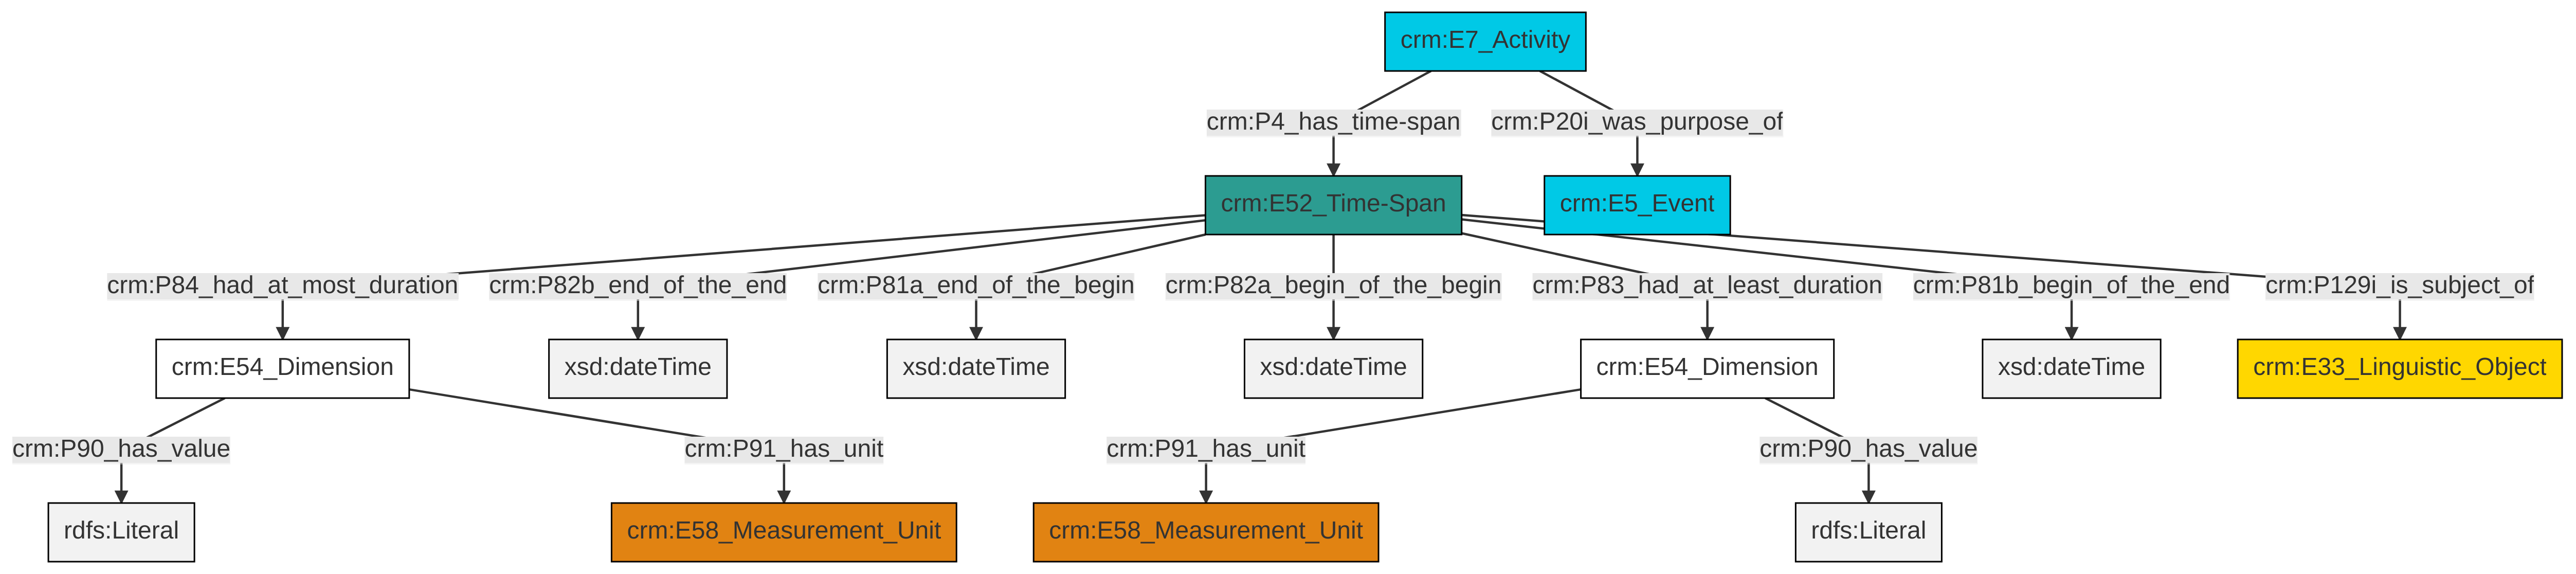 crm:E7_Activity
crm:P4_has_time-span
crm:P20i_was_purpose_of
crm:E52_Time-Span
crm:E5_Event
crm:P84_had_at_most_duration
crm:P82b_end_of_the_end
crm:P81a_end_of_the_begin
crm:P82a_begin_of_the_begin
crm:P83_had_at_least_duration
crm:P81b_begin_of_the_end
crm:P129i_is_subject_of
crm:E54_Dimension
xsd:dateTime
xsd:dateTime
xsd:dateTime
crm:E54_Dimension
xsd:dateTime
crm:E33_Linguistic_Object
crm:P90_has_value
crm:P91_has_unit
crm:P91_has_unit
crm:P90_has_value
rdfs:Literal
crm:E58_Measurement_Unit
crm:E58_Measurement_Unit
rdfs:Literal